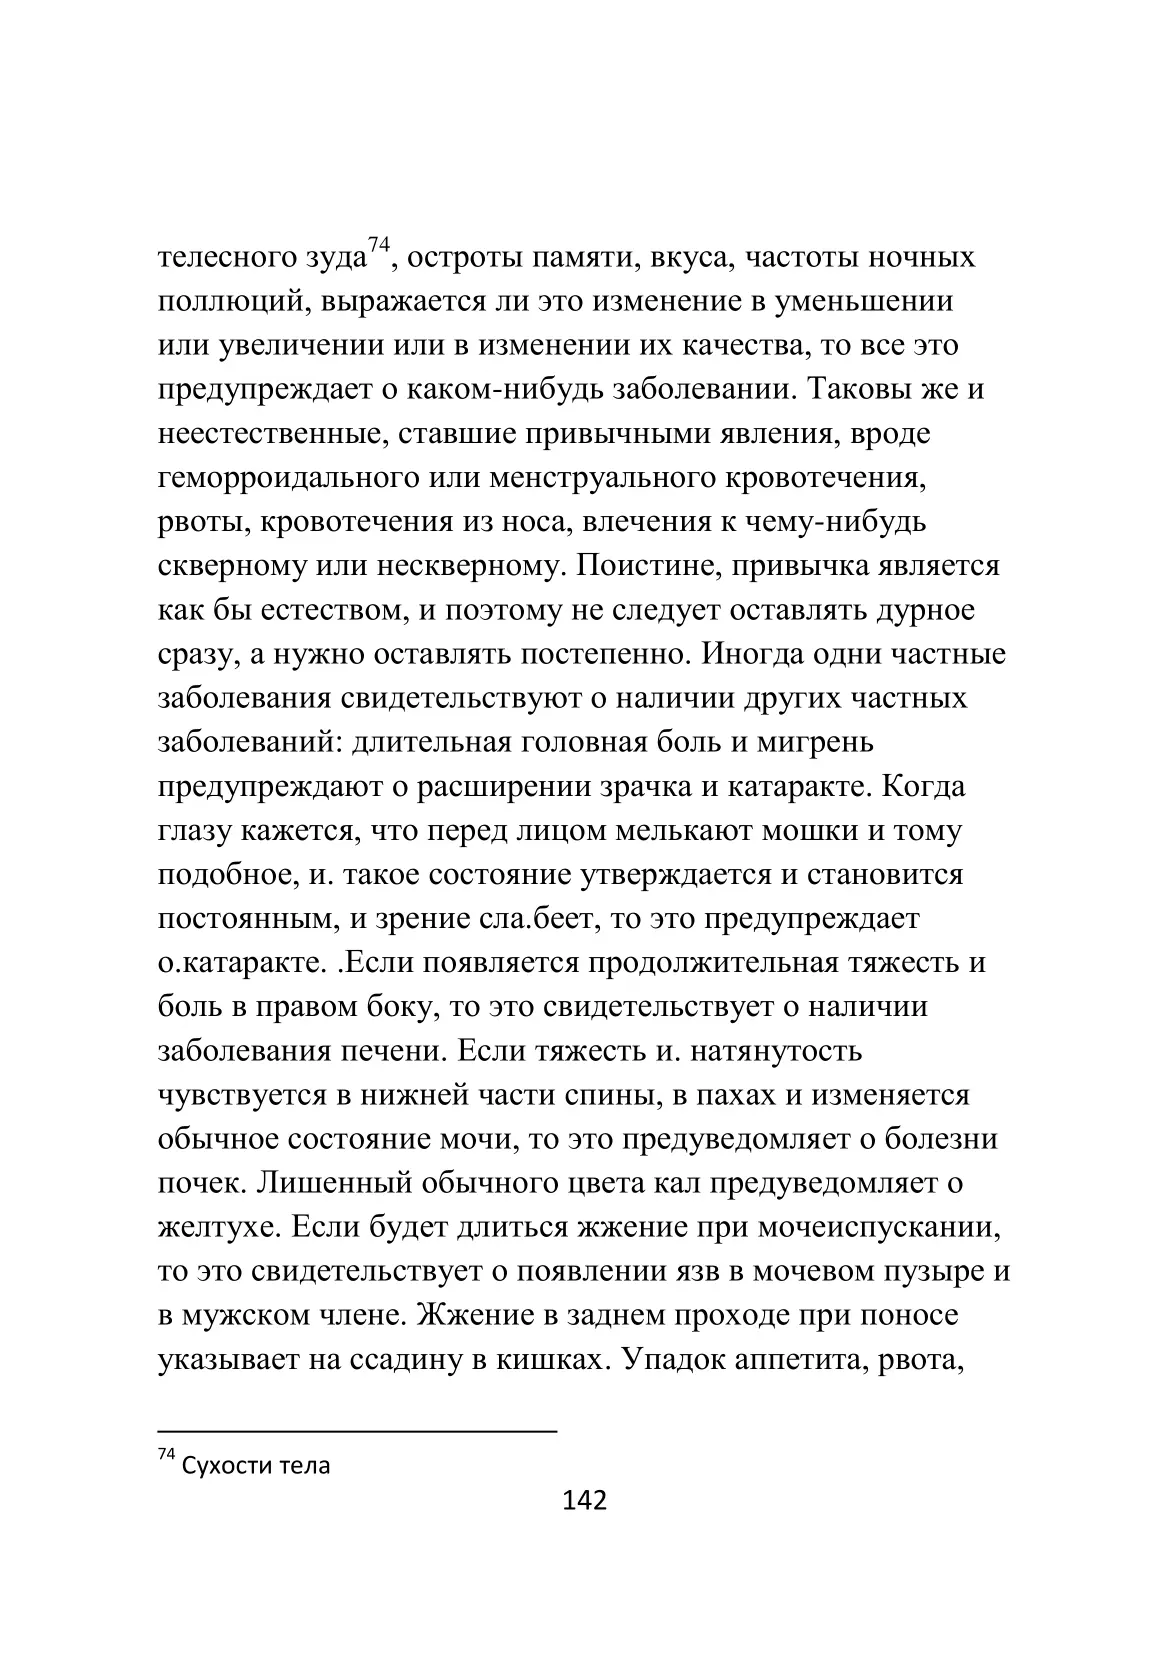 телесного зуда74, остроты памяти, вкуса, частоты ночных
поллюций, выражается ли это изменение в уменьшении
или увеличении или в изменении их качества, то все это
предупреждает о каком-нибудь заболевании. Таковы же и
неестественные, ставшие привычными явления, вроде
геморроидального или менструального кровотечения,
рвоты, кровотечения из носа, влечения к чему-нибудь
скверному или нескверному. Поистине, привычка является
как бы естеством, и поэтому не следует оставлять дурное
сразу, а нужно оставлять постепенно. Иногда одни частные
заболевания свидетельствуют о наличии других частных
заболеваний: длительная головная боль и мигрень
предупреждают о расширении зрачка и катаракте. Когда
глазу кажется, что перед лицом мелькают мошки и тому
подобное, и. такое состояние утверждается и становится
постоянным, и зрение сла.беет, то это предупреждает
о.катаракте. .Если появляется продолжительная тяжесть и
боль в правом боку, то это свидетельствует о наличии
заболевания печени. Если тяжесть и. натянутость
чувствуется в нижней части спины, в пахах и изменяется
обычное состояние мочи, то это предуведомляет о болезни
почек. Лишенный обычного цвета кал предуведомляет о
желтухе. Если будет длиться жжение при мочеиспускании,
то это свидетельствует о появлении язв в мочевом пузыре и
в мужском члене. Жжение в заднем проходе при поносе
указывает на ссадину в кишках. Упадок аппетита, рвота,
74 Сухости тела
142